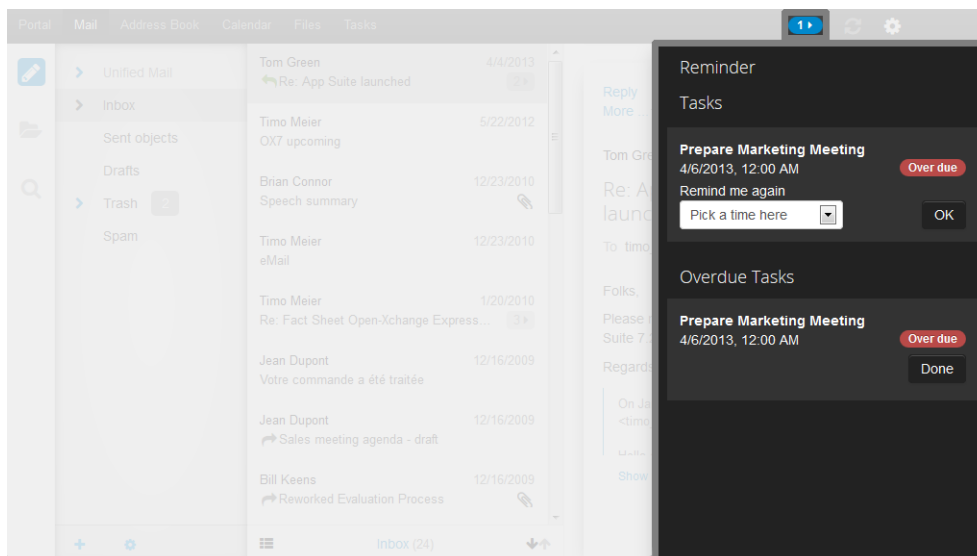 Portal Mail Address Book Calendar Files Tasks 1
Unified Mail
Inbox
Sent objects
Drafts
Trash 2
Spam
Tom Green 4/4/2013
Re: App Suite launched 2
Timo Meier 5/22/2012
OX7 upcoming
Brian Connor 12/23/2010
Speech summary
Timo Meier 12/23/2010
eMail
Timo Meier 1/20/2010
Re: Fact Sheet Open-Xchange Express... 3
Jean Dupont 12/16/2009
Votre commande a été traitée
Jean Dupont 12/16/2009
Sales meeting agenda - draft
Bill Keens 12/16/2009
Reworked Evaluation Process
Inbox (24)
Reply
More ...
Tom Gre
Re: A
launc
To timo
Folks,
Please
Suite 7.
Regards
On Ja
<timo
Hello
Show
Reminder
Tasks
Prepare Marketing Meeting
4/6/2013, 12:00 AM Over due
Remind me again
Pick a time here OK
Overdue Tasks
Prepare Marketing Meeting
4/6/2013, 12:00 AM Over due
Done